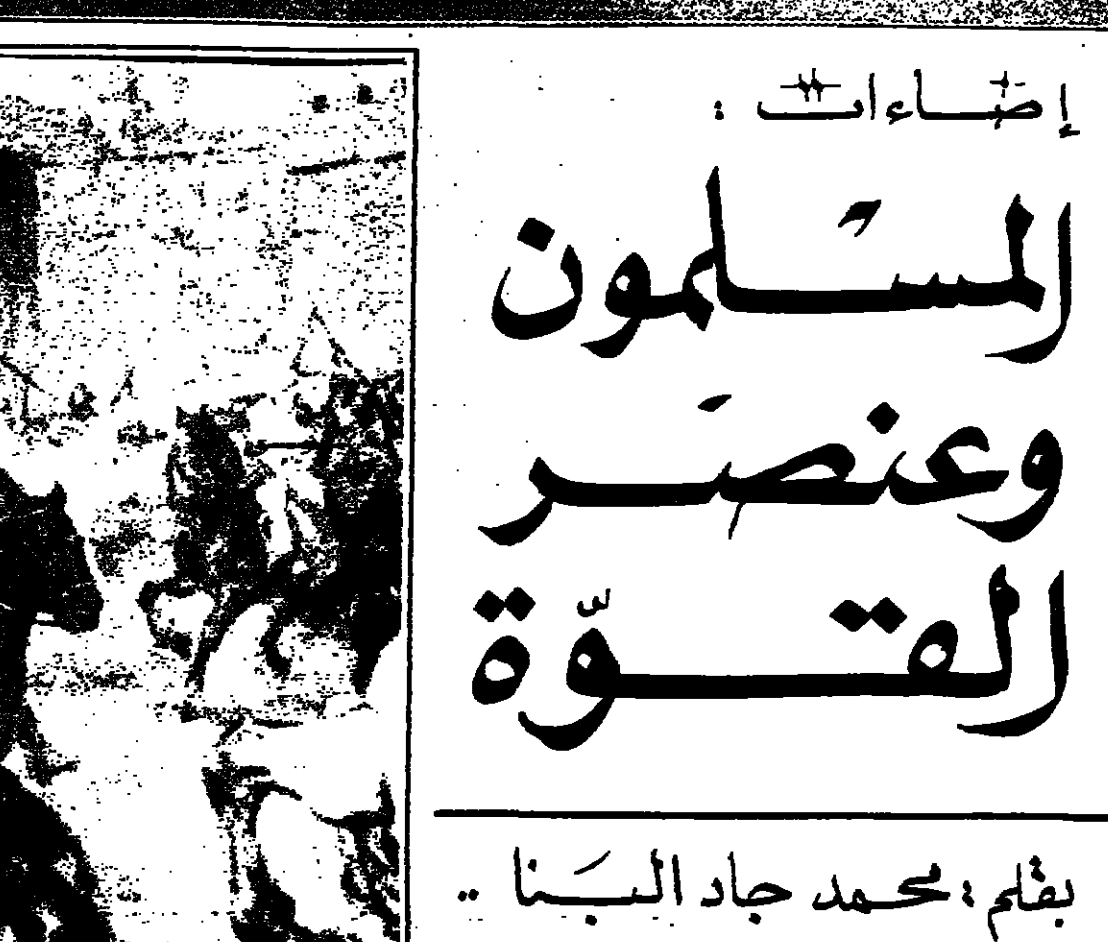 إضاءات :
المسلمون
وعنصر
القوّة
بقلم : محمد جاد البنا ..